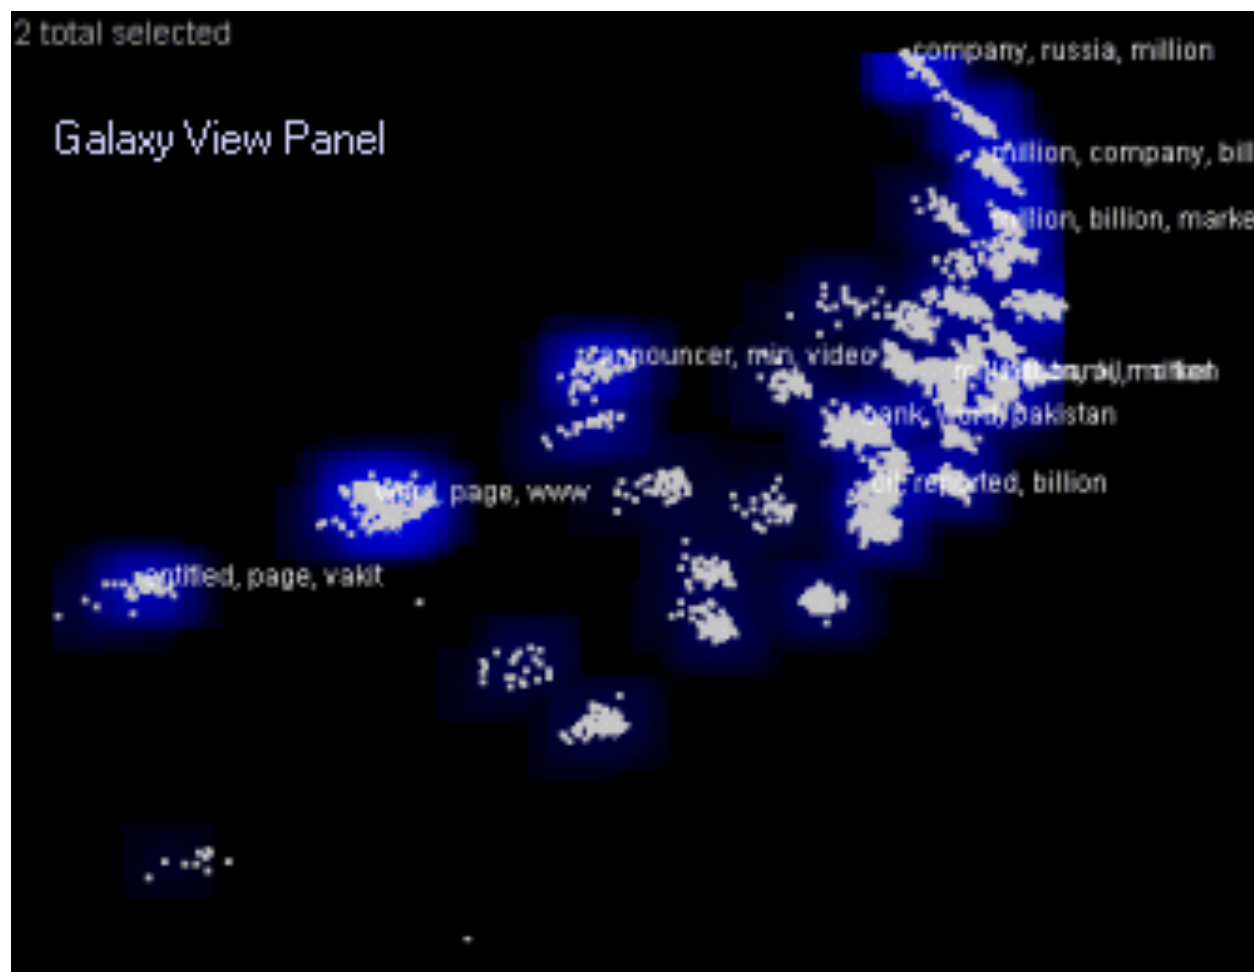 2 total selected
company, russia, million
Galaxy View Panel
million, company, bill
million, billion, marke
announcer, min, video
bank, word, pakistan
oil, reported, billion
page, www
entitled, page, vakit